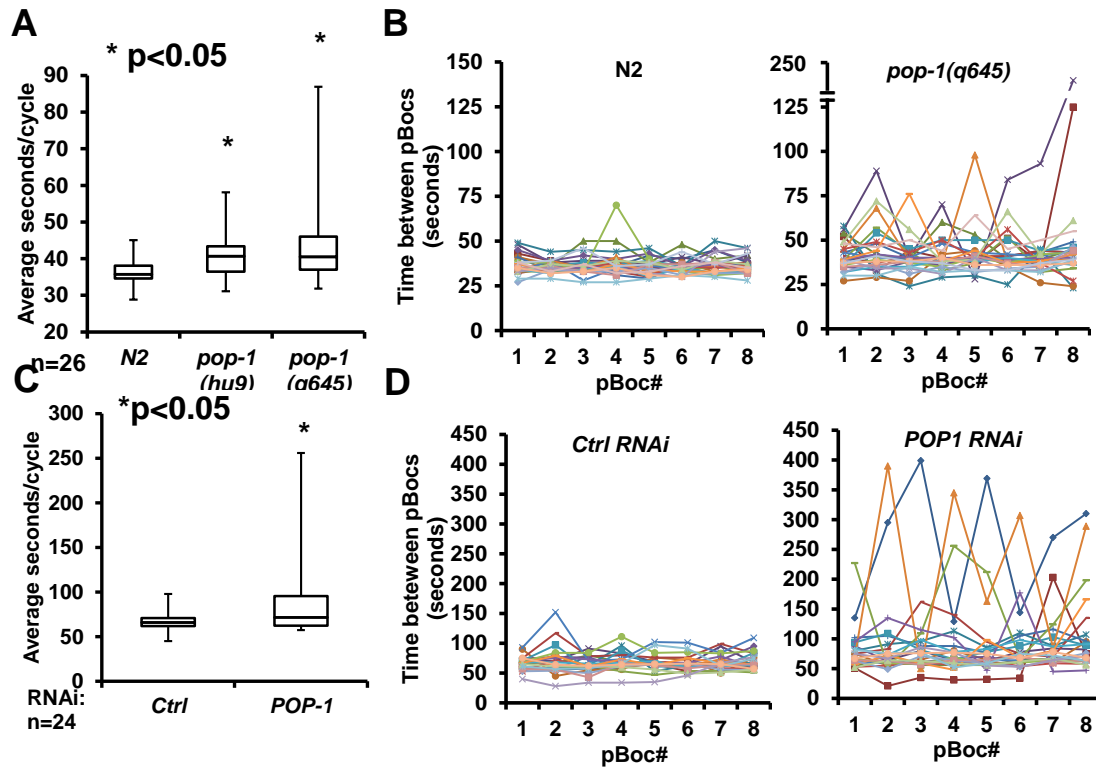 A
* p<0.05
*
*
Average seconds/cycle
90
80
70
60
50
40
30
20
n=26
N2
pop-1
(hu9)
pop-1
(q645)
B
N2
Time between pBocs
(seconds)
150
125
100
75
50
25
0
1 2 3 4 5 6 7 8
pBoc#
pop-1(q645)
250
125
100
75
50
25
0
1 2 3 4 5 6 7 8
C
*p<0.05
*
Average seconds/cycle
300
250
200
150
100
50
0
RNAi:
n=24
Ctrl
POP-1
D
Ctrl RNAi
Time beteween pBocs
(seconds)
450
400
350
300
250
200
150
100
50
0
1 2 3 4 5 6 7 8
pBoc#
POP1 RNAi
450
400
350
300
250
200
150
100
50
0
1 2 3 4 5 6 7 8
pBoc#